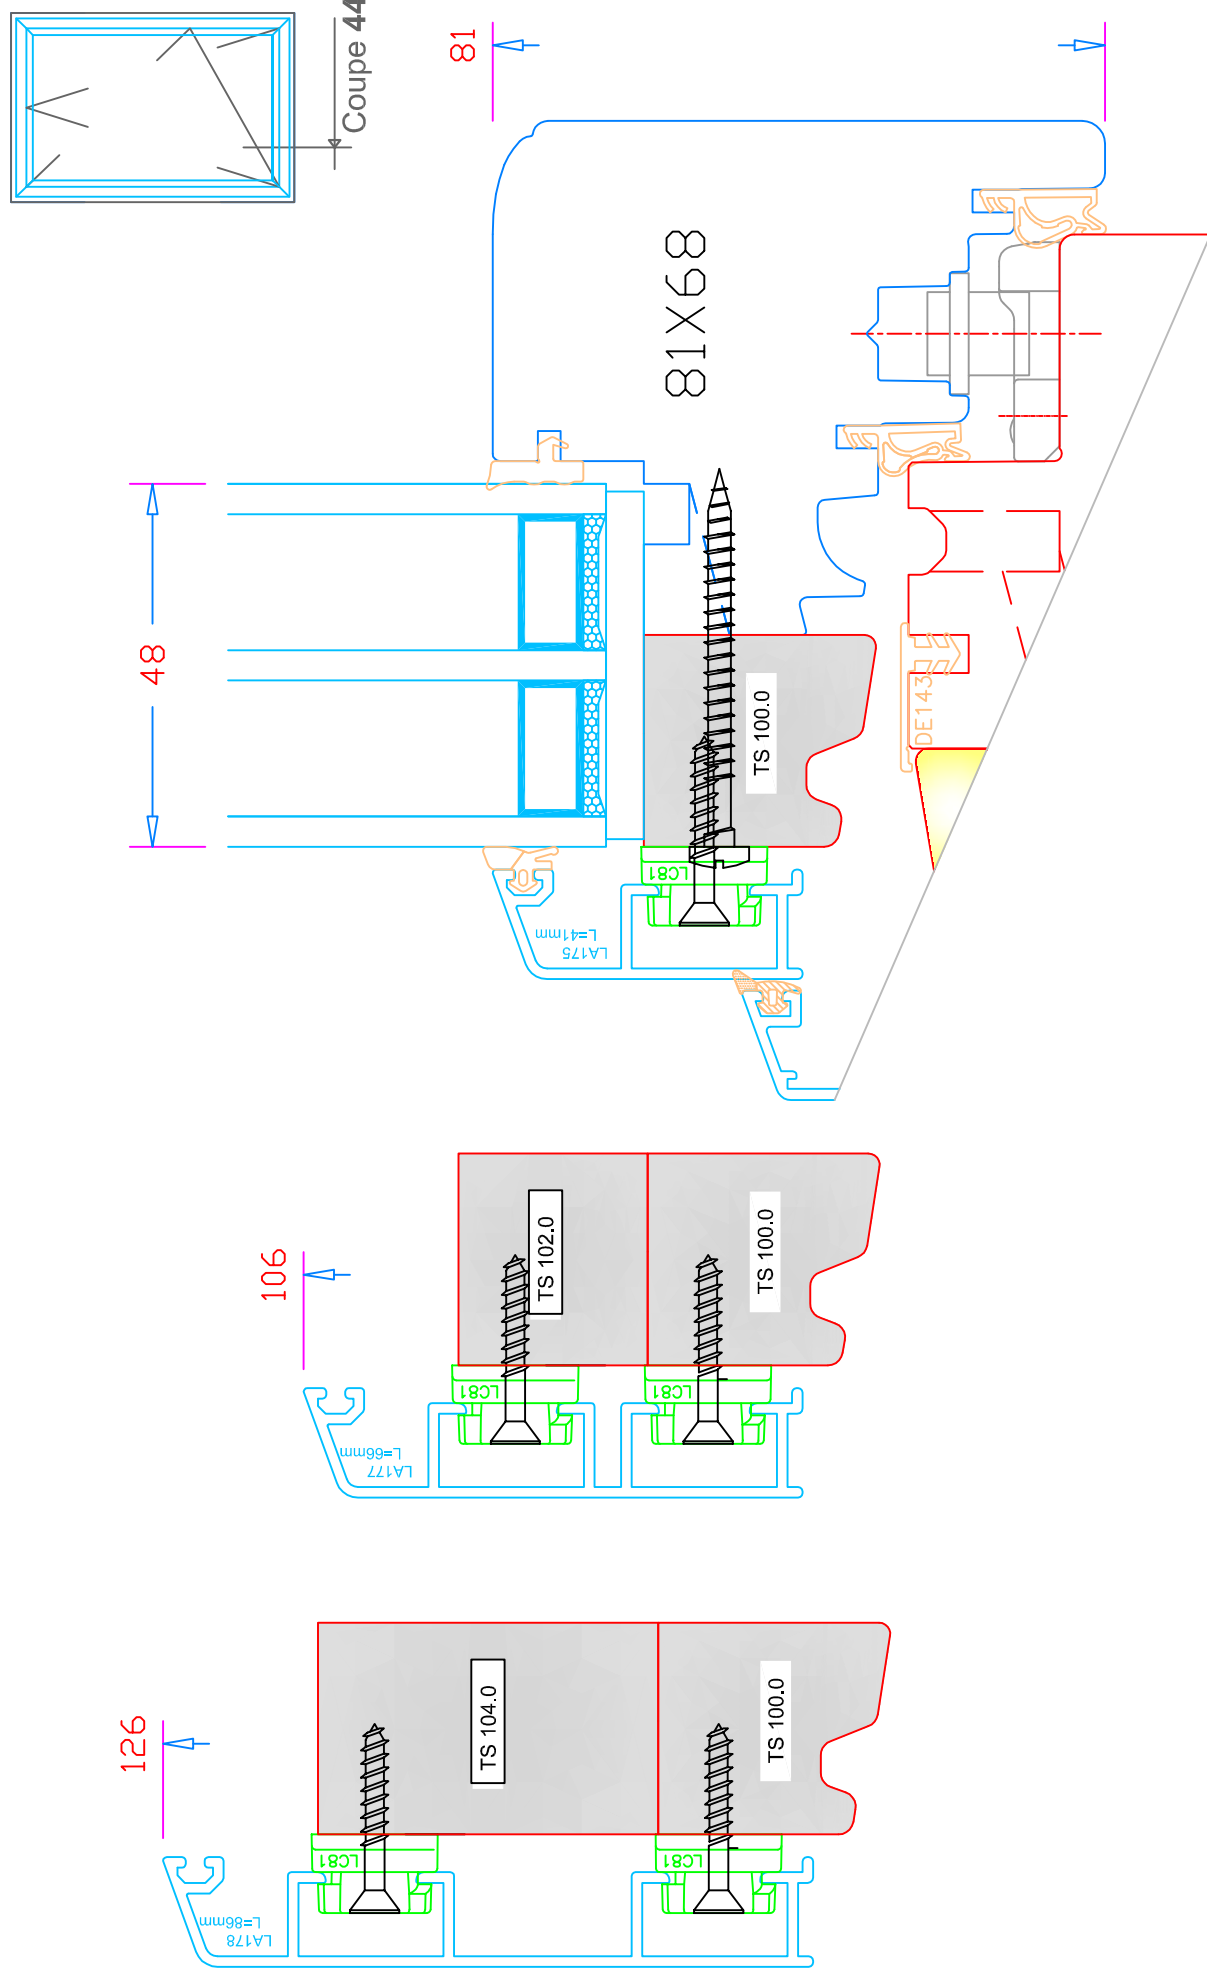 Coupe 44
81
81X68
48
TS 100.0
LC81
LA175
L=41mm
DE143
106
TS 102.0
TS 100.0
LC81
LC81
LA177
L=66mm
126
TS 104.0
TS 100.0
LC81
LC81
LA178
L=86mm